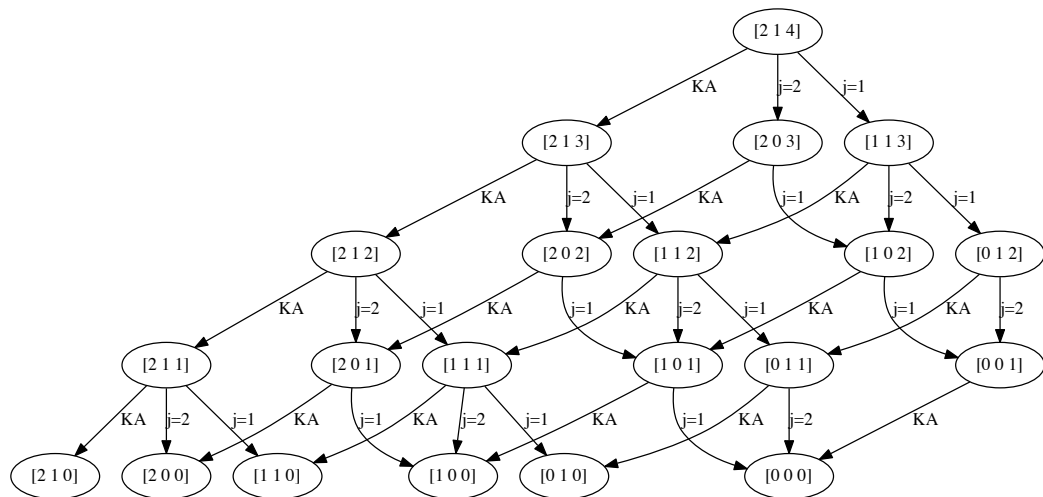 [2 1 4]
KA
j=2
j=1
[2 1 3]
[2 0 3]
[1 1 3]
KA
j=2
j=1
j=1
KA
j=2
j=1
[2 1 2]
[2 0 2]
[1 1 2]
[1 0 2]
[0 1 2]
KA
j=2
j=1
KA
j=1
KA
j=2
j=1
KA
j=1
KA
j=2
[2 1 1]
[2 0 1]
[1 1 1]
[1 0 1]
[0 1 1]
[0 0 1]
KA
j=2
j=1
KA
j=1
KA
j=2
j=1
KA
j=1
KA
j=2
KA
[2 1 0]
[2 0 0]
[1 1 0]
[1 0 0]
[0 1 0]
[0 0 0]